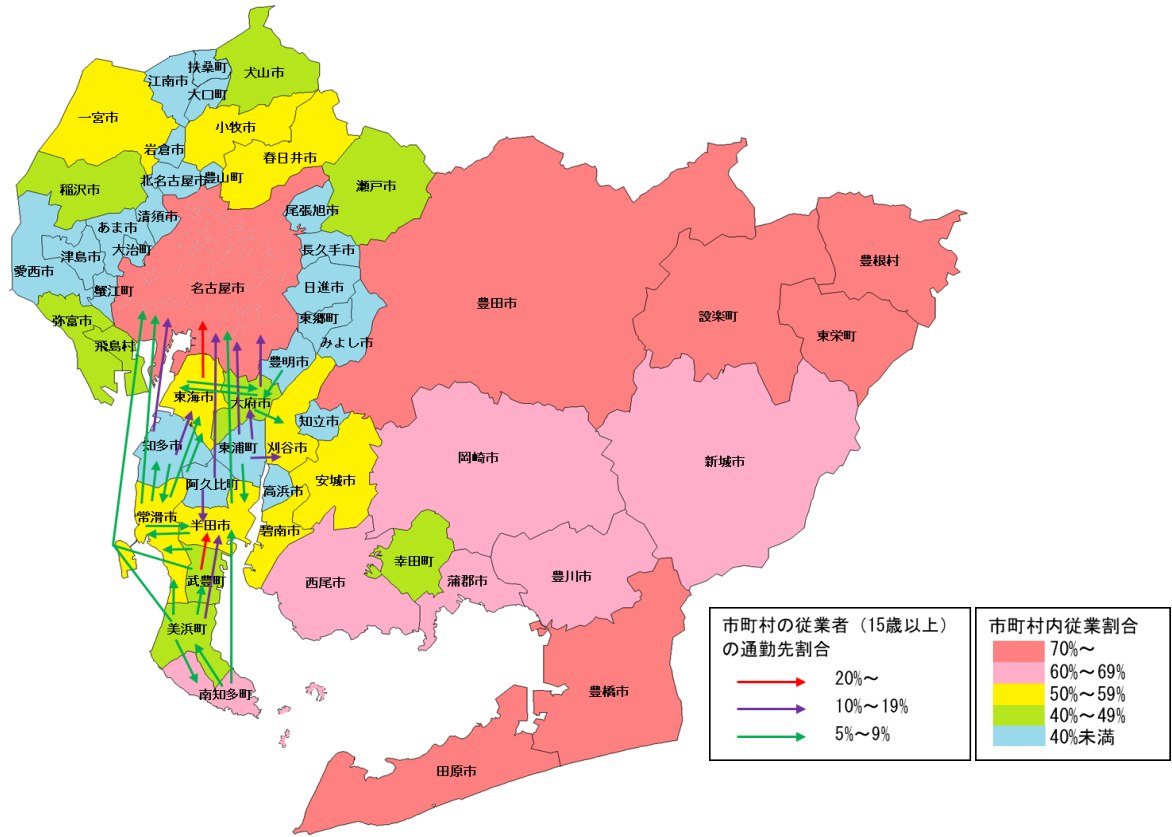 扶桑町
江南市
犬山市
大口町
一宮市
小牧市
岩倉市
春日井市
北名古屋市
豊山町
稲沢市
瀬戸市
尾張旭市
清須市
あま市
大治町
長久手市
津島市
愛西市
蟹江町
日進市
名古屋市
豊田市
豊根村
設楽町
東栄町
弥富市
東郷町
飛島村
みよし市
豊明市
東海市
大府市
知立市
知多市
東浦町
刈谷市
岡崎市
新城市
安城市
阿久比町
高浜市
常滑市
半田市
碧南市
武豊町
西尾市
幸田町
蒲郡市
豊川市
美浜町
南知多町
豊橋市
田原市
市町村の従業者（15歳以上）
の通勤先割合
20%～
10%～19%
5%～9%
市町村内従業割合
70%～
60%～69%
50%～59%
40%～49%
40%未満